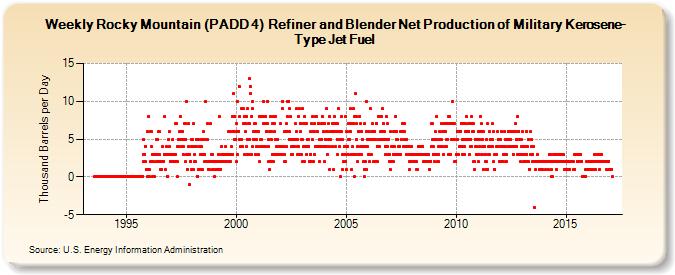 Weekly Rocky Mountain (PADD 4) Refiner and Blender Net Production of Military Kerosene-
Type Jet Fuel
Thousand Barrels per Day
15
10
5
0
-5
1995
2000
2005
2010
2015
Source: U.S. Energy Information Administration